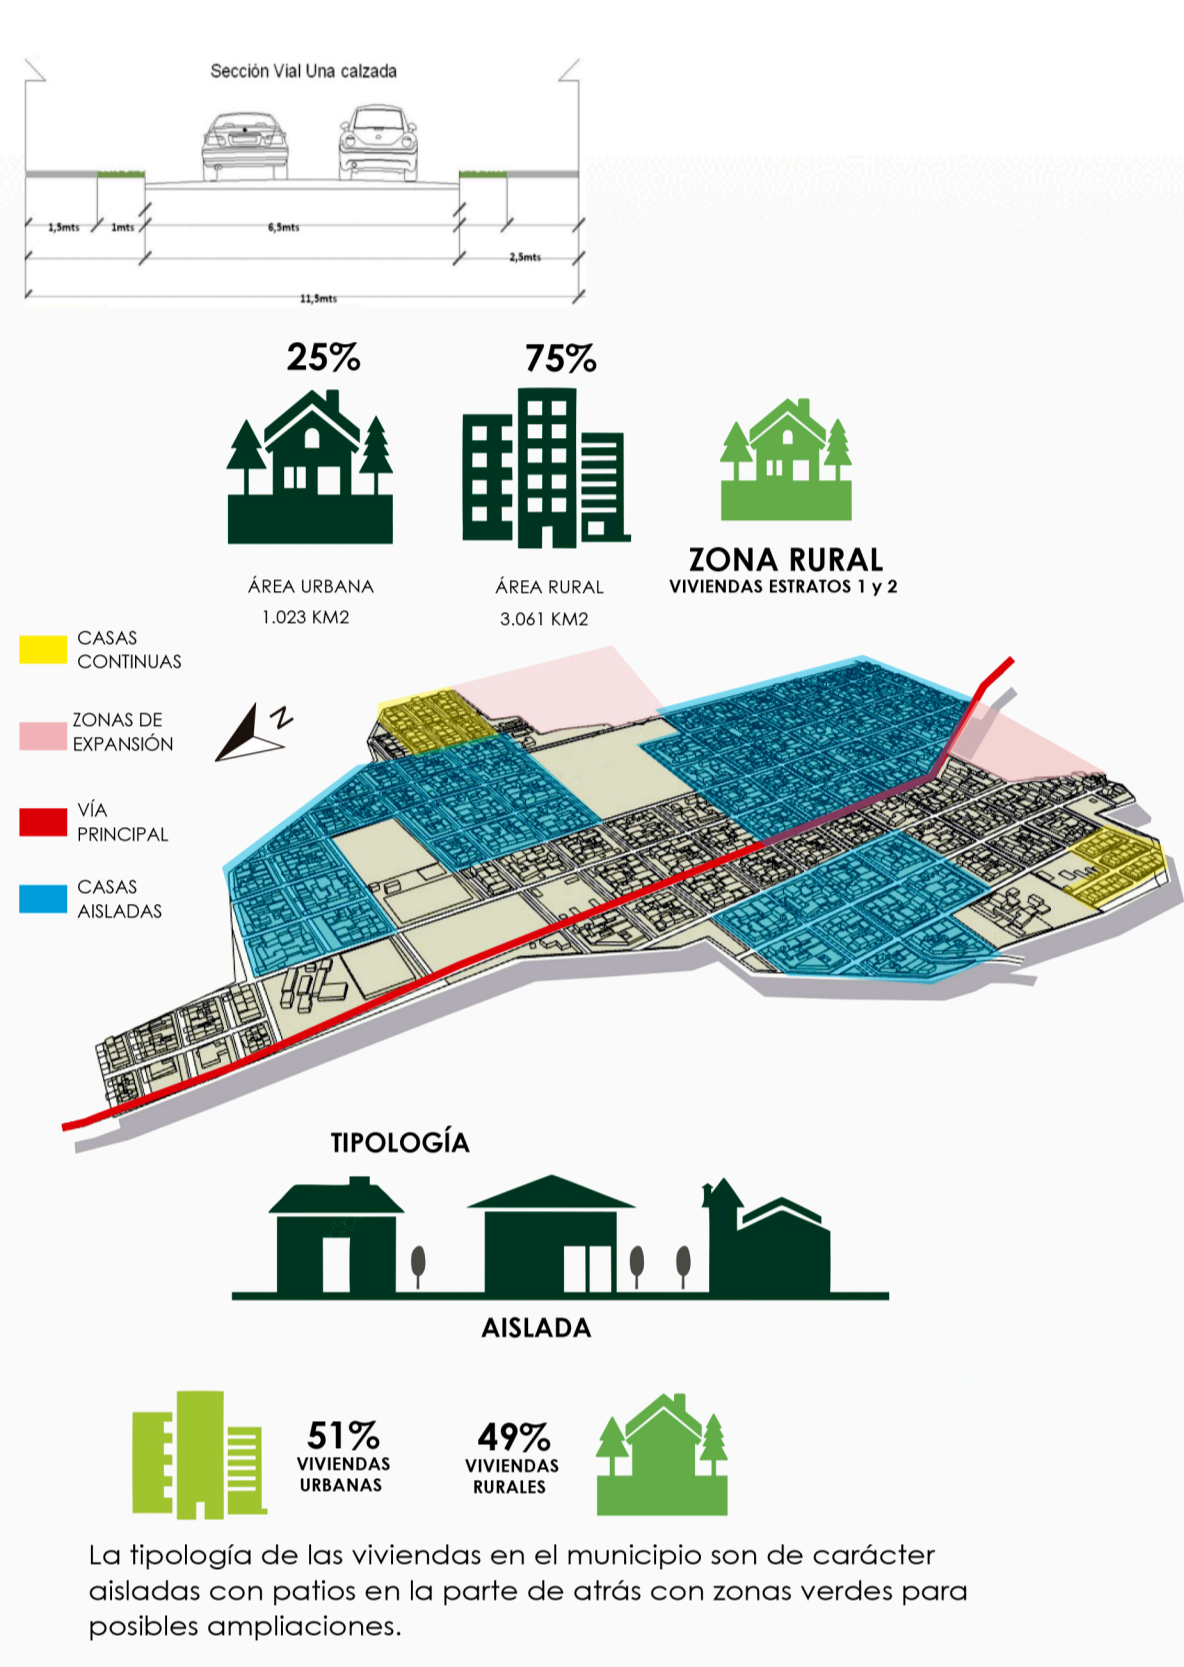 Sección Vial Una calzada
1,5mts
1mts
6,5mts
2,5mts
11,5mts
25%
75%
ÁREA URBANA
1.023 KM2
ÁREA RURAL
3.061 KM2
ZONA RURAL
VIVIENDAS ESTRATOS 1 y 2
CASAS
CONTINUAS
ZONAS DE
EXPANSIÓN
VÍA
PRINCIPAL
CASAS
AISLADAS
N
TIPOLOGÍA
AISLADA
51%
VIVIENDAS
URBANAS
49%
VIVIENDAS
RURALES
La tipología de las viviendas en el municipio son de carácter
aisladas con patios en la parte de atrás con zonas verdes para
posibles ampliaciones.